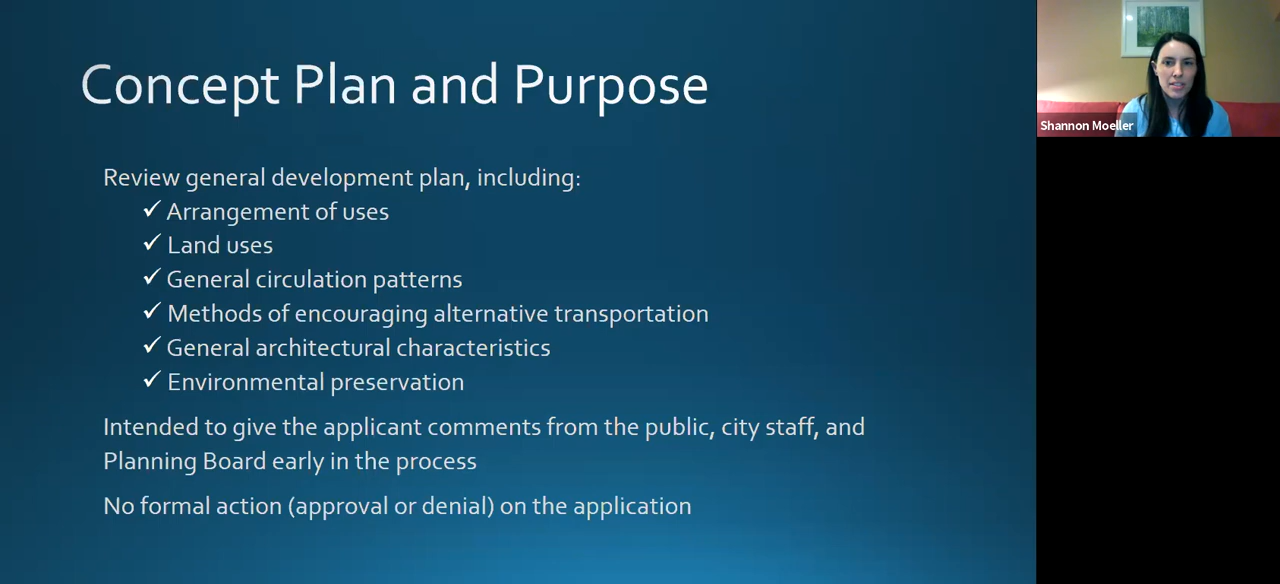 Concept Plan and Purpose
Review general development plan, including:
✓ Arrangement of uses
✓ Land uses
✓ General circulation patterns
✓ Methods of encouraging alternative transportation
✓ General architectural characteristics
✓ Environmental preservation
Intended to give the applicant comments from the public, city staff, and
Planning Board early in the process
No formal action (approval or denial) on the application
Shannon Moeller